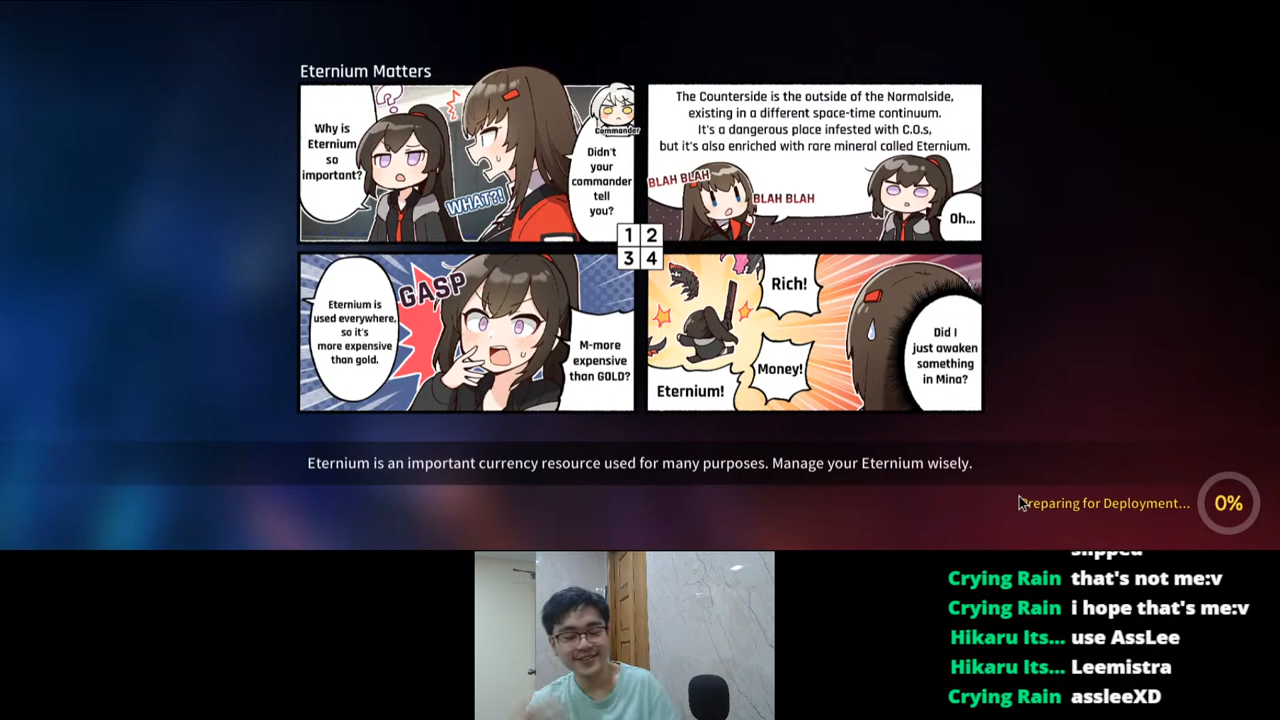 Eternium Matters
Why is
Eternium
so
important?
?
WHAT?!
Commander
Didn't
your
commander
tell
you?
The Counterside is the outside of the Normalside,
existing in a different space-time continuum.
It's a dangerous place infested with C.O.s,
but it's also enriched with rare mineral called Eternium.
BLAH BLAH
BLAH BLAH
Oh...
1 2
3 4
Eternium is
used everywhere,
so it's
more expensive
than gold.
GASP
M-more
expensive
than GOLD?
Rich!
Money!
Eternium!
Did I
just awaken
something
in Mina?
Eternium is an important currency resource used for many purposes. Manage your Eternium wisely.
Preparing for Deployment... 0%
slipped
Crying Rain that's not me:v
Crying Rain i hope that's me:v
Hikaru Its... use AssLee
Hikaru Its... Leemistra
Crying Rain assleeXD